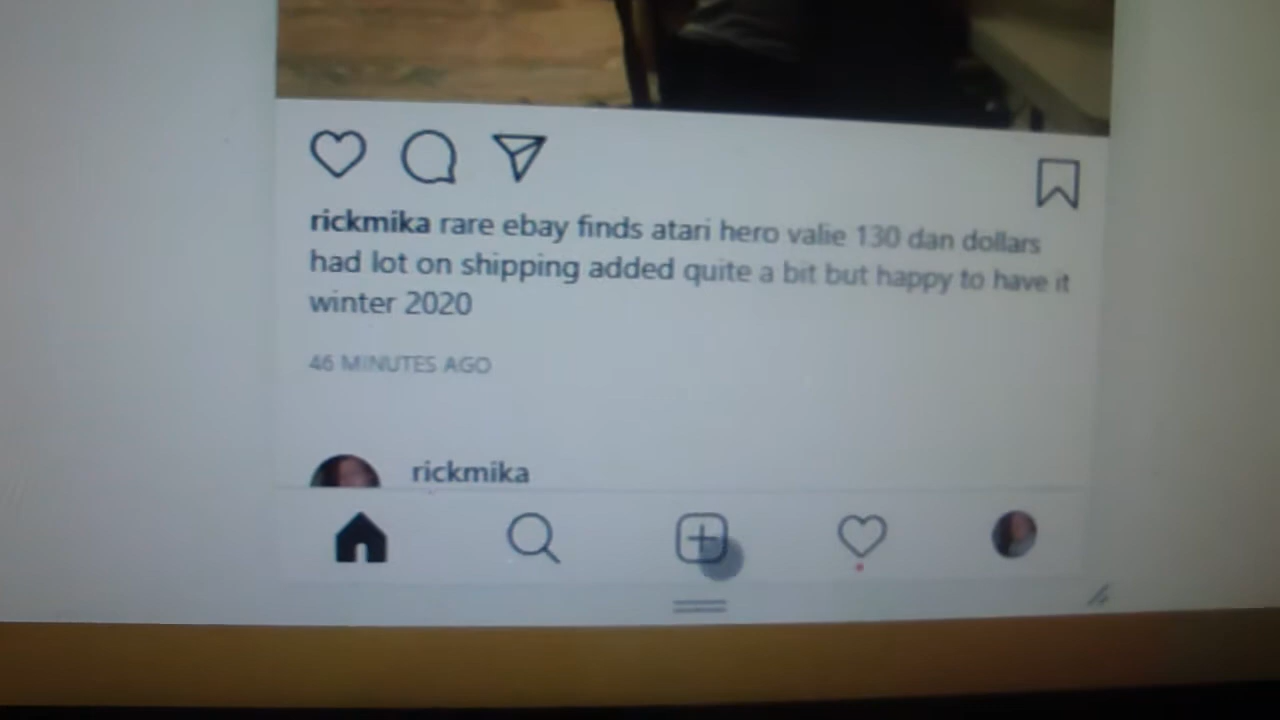 rickmika rare ebay finds atari hero valie 130 dan dollars
had lot on shipping added quite a bit but happy to have it
winter 2020
46 MINUTES AGO
rickmika